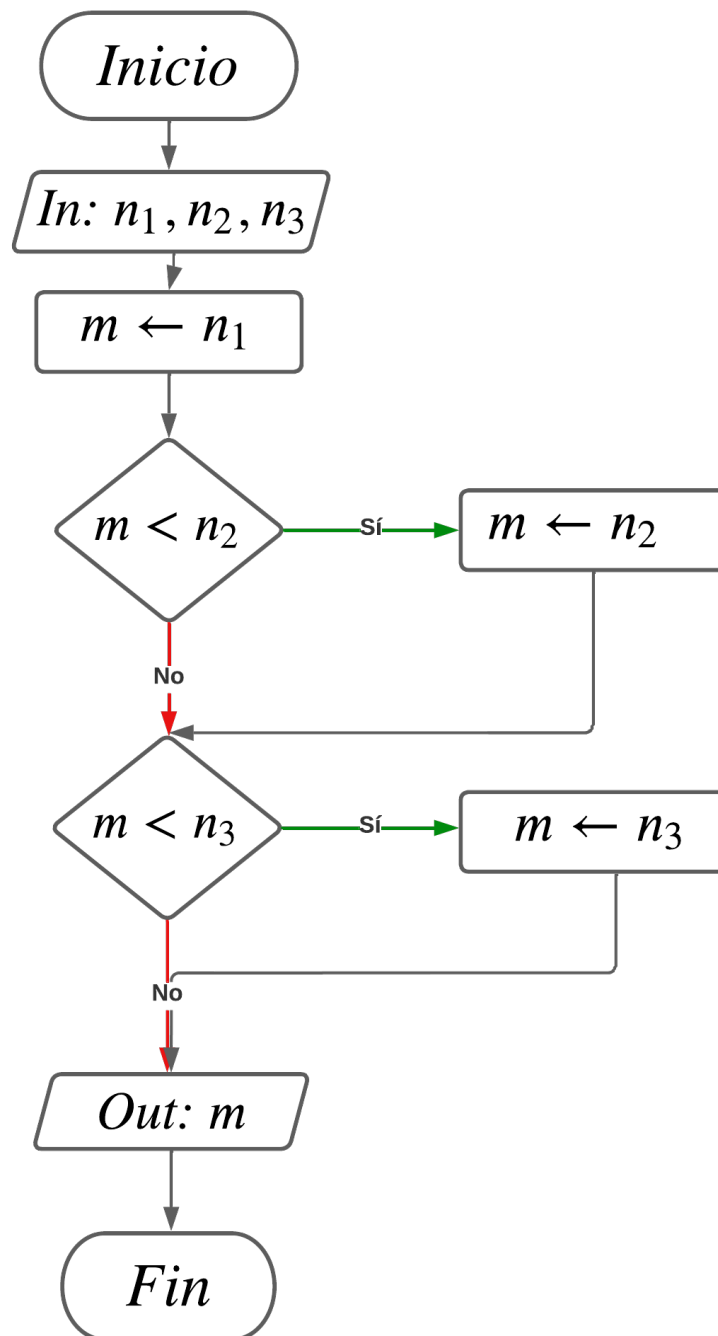 Inicio
In: n₁, n₂, n₃
m ← n₁
m < n₂
Sí
m ← n₂
No
m < n₃
Sí
m ← n₃
No
Out: m
Fin